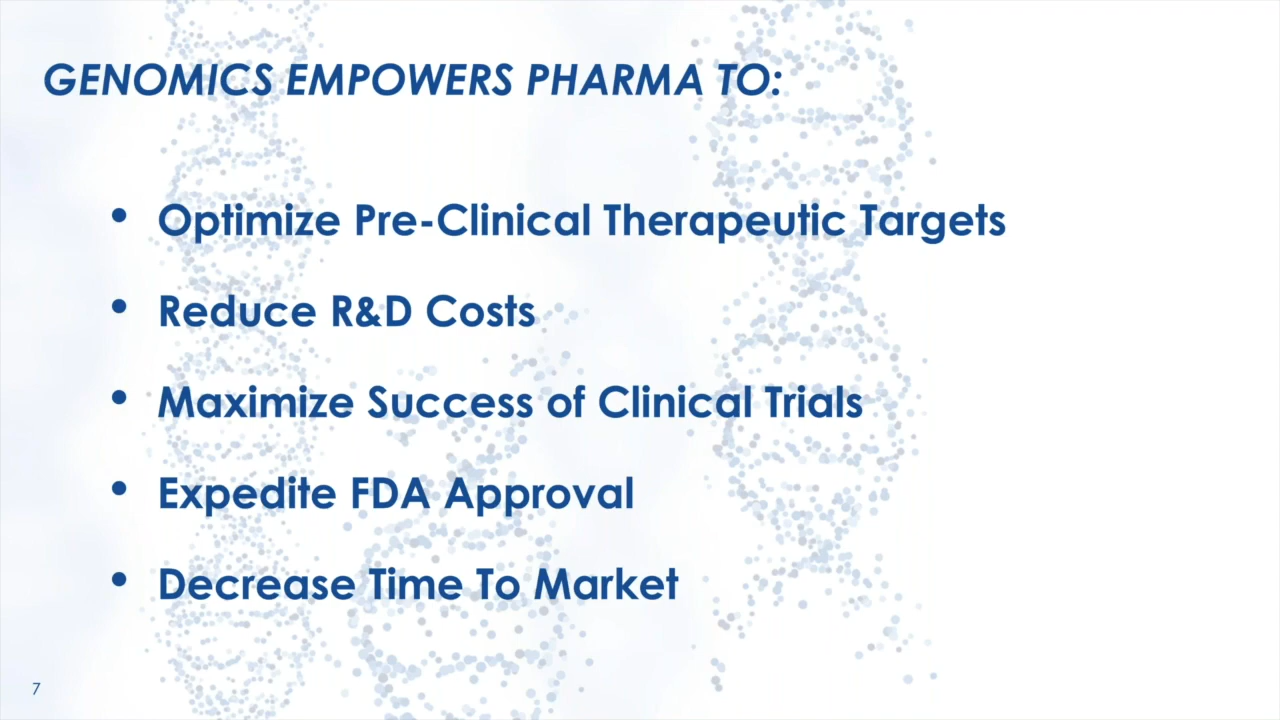 GENOMICS EMPOWERS PHARMA TO:
• Optimize Pre-Clinical Therapeutic Targets
• Reduce R&D Costs
• Maximize Success of Clinical Trials
• Expedite FDA Approval
• Decrease Time To Market
7